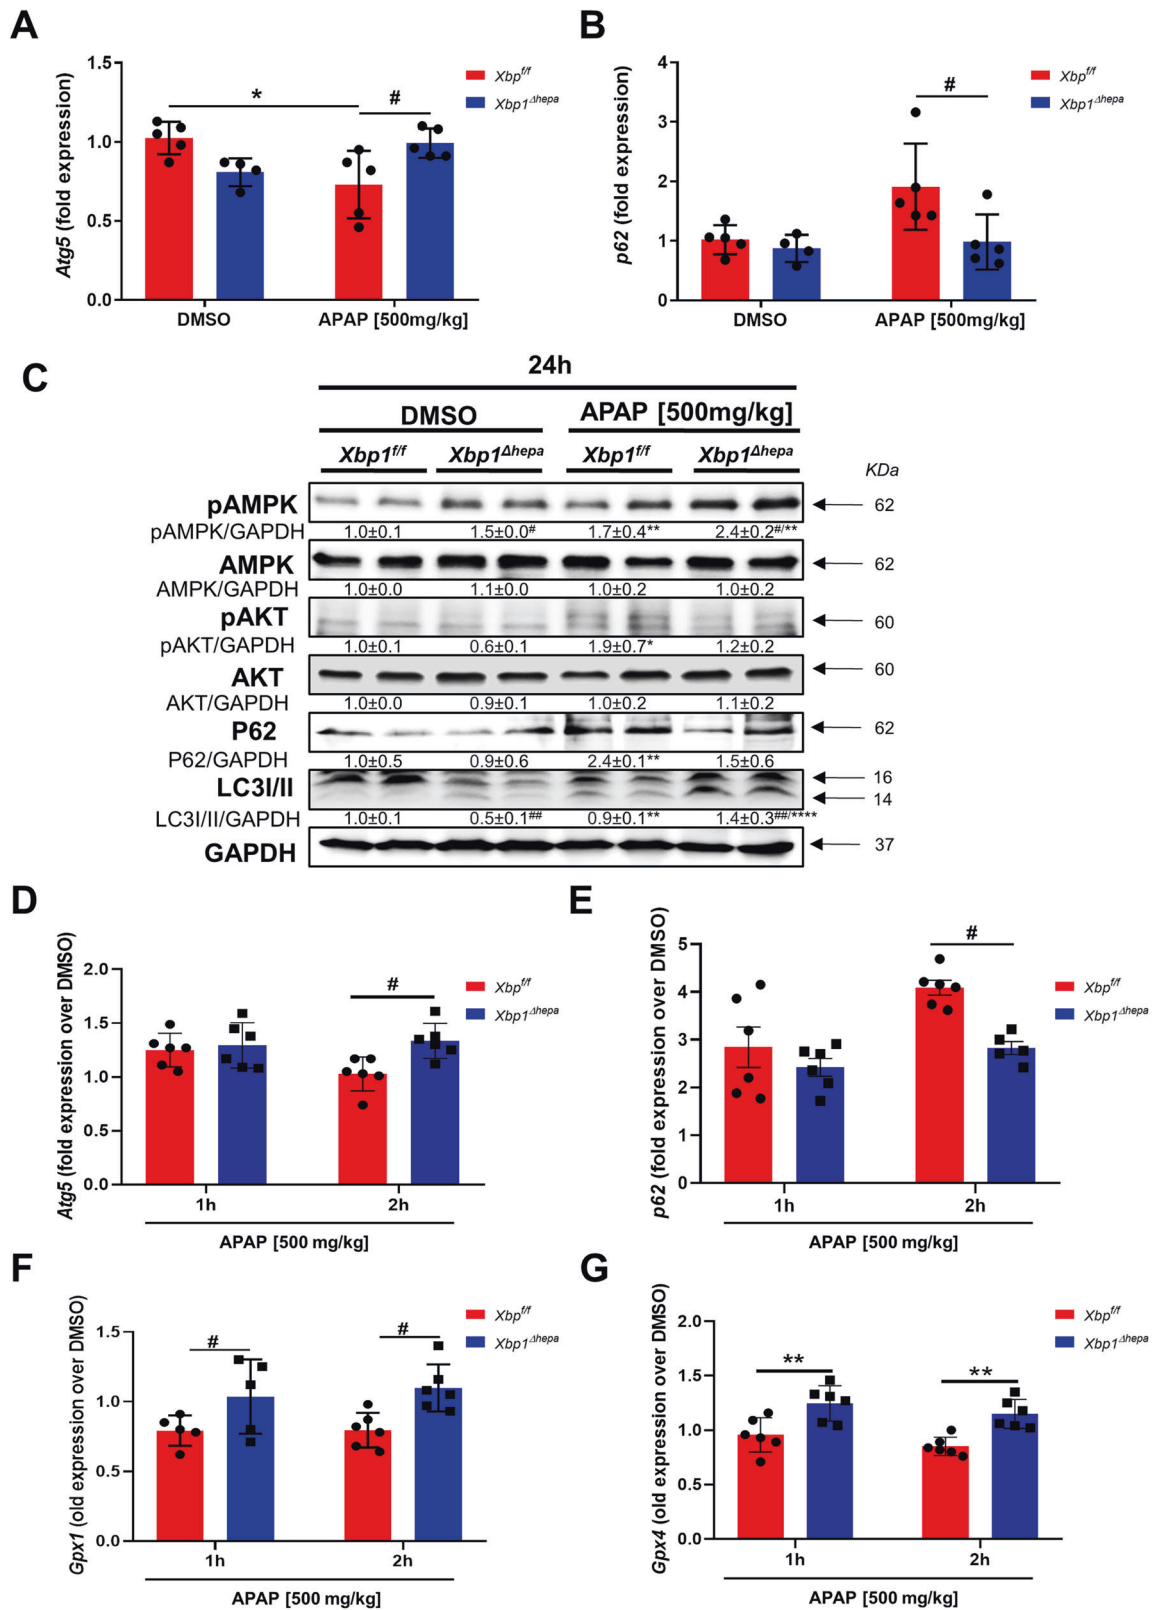 A
Atg5 (fold expression)
1.5
1.0
0.5
0.0
*
#
DMSO
APAP [500mg/kg]
Xbp^f/f
Xbp1^Δhepa
B
p62 (fold expression)
4
3
2
1
0
#
DMSO
APAP [500mg/kg]
Xbp^f/f
Xbp1^Δhepa
C
24h
DMSO APAP [500mg/kg]
Xbp1^f/f Xbp1^Δhepa Xbp1^f/f Xbp1^Δhepa KDa
pAMPK 62
pAMPK/GAPDH 1.0±0.1 1.5±0.0# 1.7±0.4** 2.4±0.2#/**
AMPK 62
AMPK/GAPDH 1.0±0.0 1.1±0.0 1.0±0.2 1.0±0.2
pAKT 60
pAKT/GAPDH 1.0±0.1 0.6±0.1 1.9±0.7* 1.2±0.2
AKT 60
AKT/GAPDH 1.0±0.0 0.9±0.1 1.0±0.2 1.1±0.2
P62 62
P62/GAPDH 1.0±0.5 0.9±0.6 2.4±0.1** 1.5±0.6
LC3I/II 16
14
LC3I/II/GAPDH 1.0±0.1 0.5±0.1## 0.9±0.1** 1.4±0.3##/****
GAPDH 37
D
Atg5 (fold expression over DMSO)
2.0
1.5
1.0
0.5
0.0
#
1h 2h
APAP [500 mg/kg]
Xbp^f/f
Xbp1^Δhepa
E
p62 (fold expression over DMSO)
5
4
3
2
1
0
#
1h 2h
APAP [500 mg/kg]
Xbp^f/f
Xbp1^Δhepa
F
Gpx1 (old expression over DMSO)
1.5
1.0
0.5
0.0
# #
1h 2h
APAP [500 mg/kg]
Xbp^f/f
Xbp1^Δhepa
G
Gpx4 (old expression over DMSO)
2.0
1.5
1.0
0.5
0.0
** **
1h 2h
APAP [500 mg/kg]
Xbp^f/f
Xbp1^Δhepa